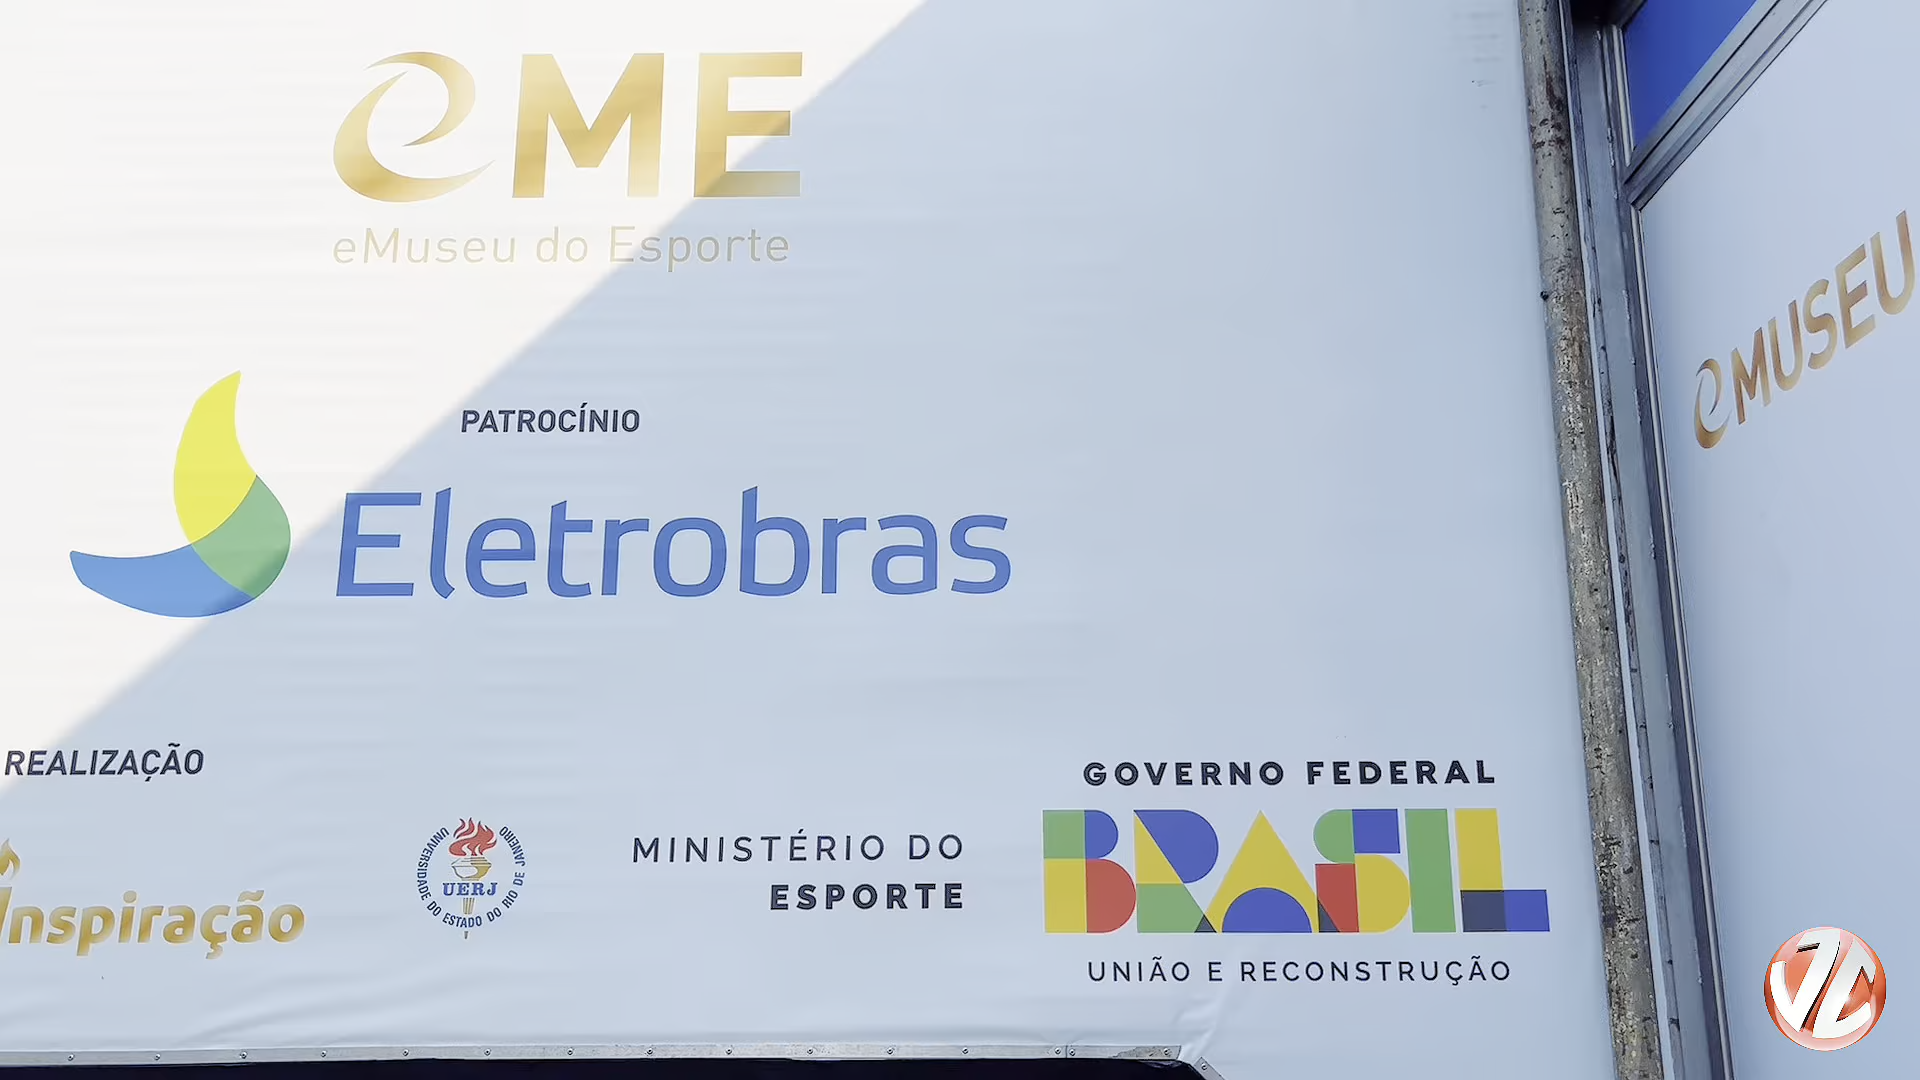 eME
eMuseu do Esporte
eMUSEU
PATROCÍNIO
Eletrobras
REALIZAÇÃO
Inspiração
UNIVERSIDADE DO ESTADO DO RIO DE JANEIRO
UERJ
MINISTÉRIO DO
ESPORTE
GOVERNO FEDERAL
BRASIL
UNIÃO E RECONSTRUÇÃO